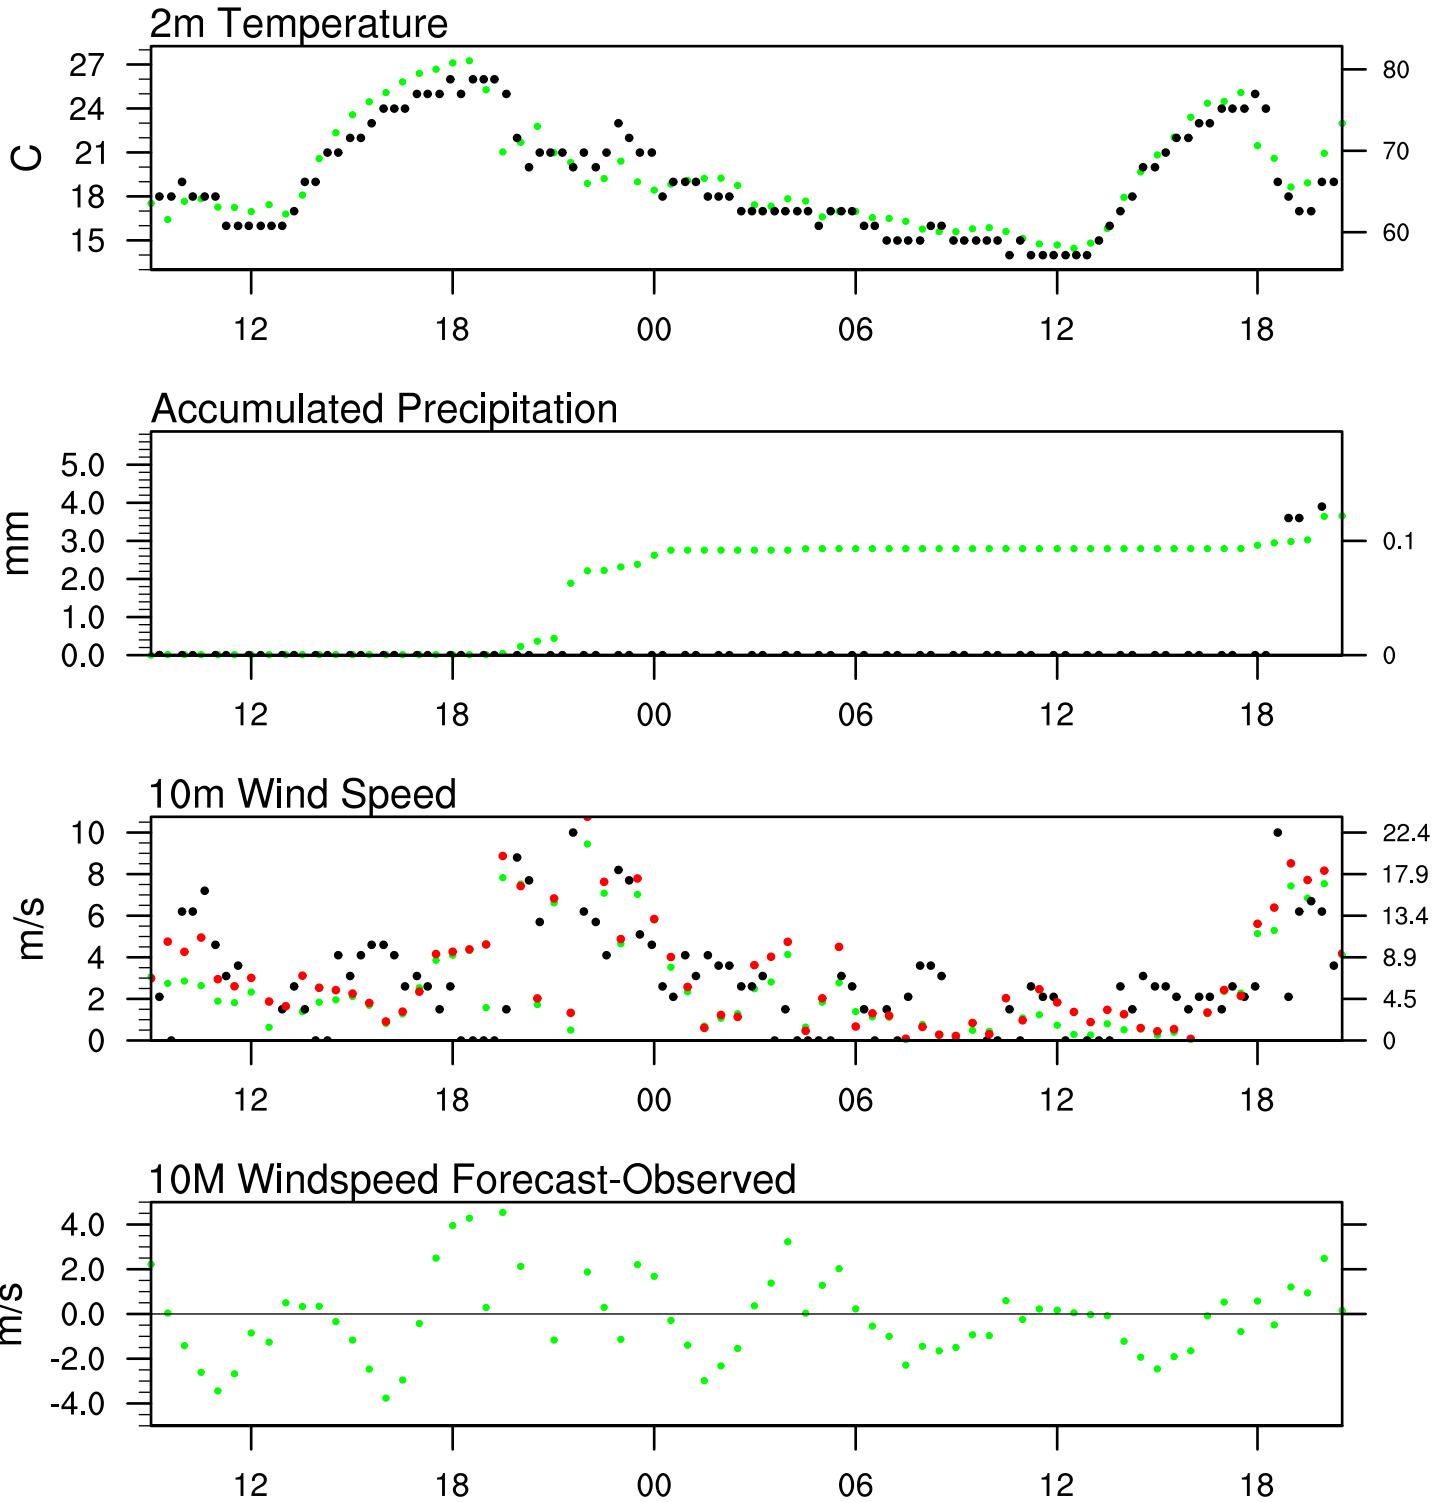 2m Temperature
27
24
21
18
15
C
80
70
60
12 18 00 06 12 18
Accumulated Precipitation
5.0
4.0
3.0
2.0
1.0
0.0
mm
0.1
0
12 18 00 06 12 18
10m Wind Speed
10
8
6
4
2
0
m/s
22.4
17.9
13.4
8.9
4.5
0
12 18 00 06 12 18
10M Windspeed Forecast-Observed
4.0
2.0
0.0
-2.0
-4.0
m/s
12 18 00 06 12 18